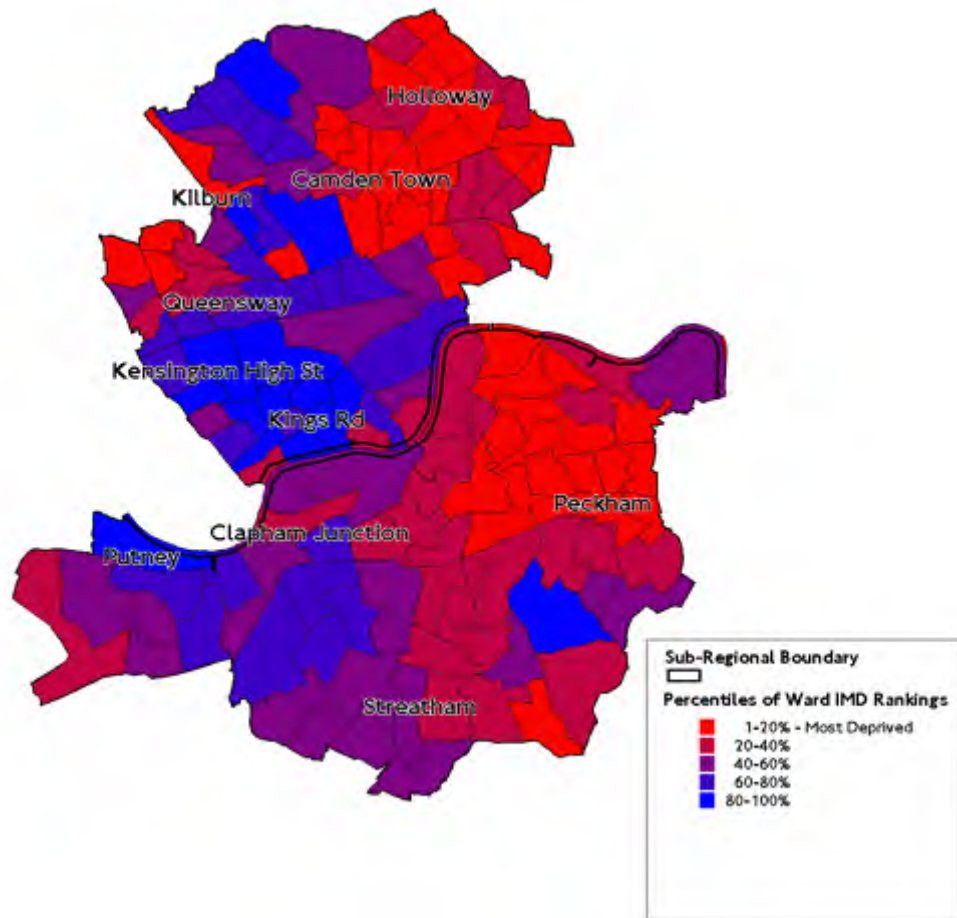 Holloway
Camden Town
Kilburn
Queensway
Kensington High St
Kings Rd
Peckham
Clapham Junction
Putney
Streatham
Sub-Regional Boundary
Percentiles of Ward IMD Rankings
1-20% - Most Deprived
20-40%
40-60%
60-80%
80-100%